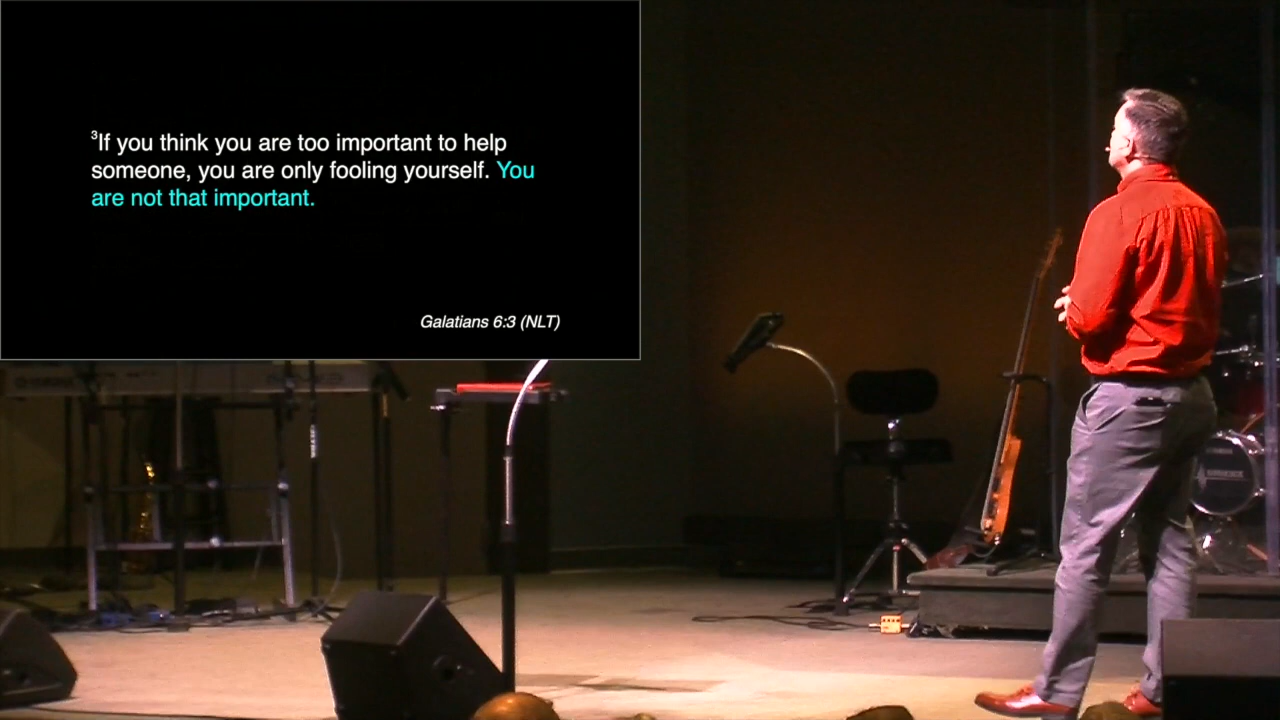 ³If you think you are too important to help
someone, you are only fooling yourself. You
are not that important.
Galatians 6:3 (NLT)